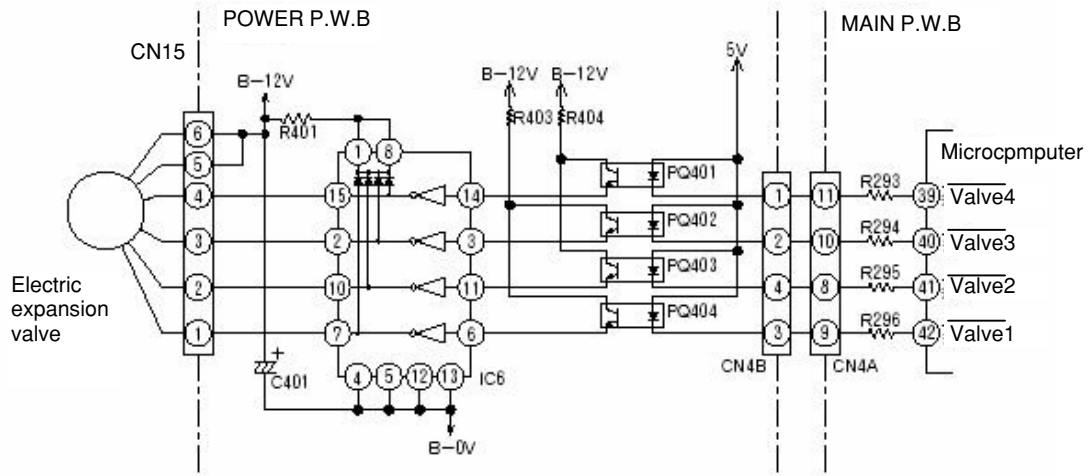 POWER P.W.B
MAIN P.W.B
CN15
5V
B-12V
B-12V B-12V
R401
R403 R404
6
1 8
Microcpmputer
5
PQ401
R293
4 15 14 1 11 39 Valve4
PQ402
R294
3 2 3 2 10 40 Valve3
PQ403
R295
Electric
expansion
valve
2 10 11 4 8 41 Valve2
PQ404
R296
1 7 6 3 9 42 Valve1
+
C401
4 5 12 13
IC6
CN4B CN4A
B-0V